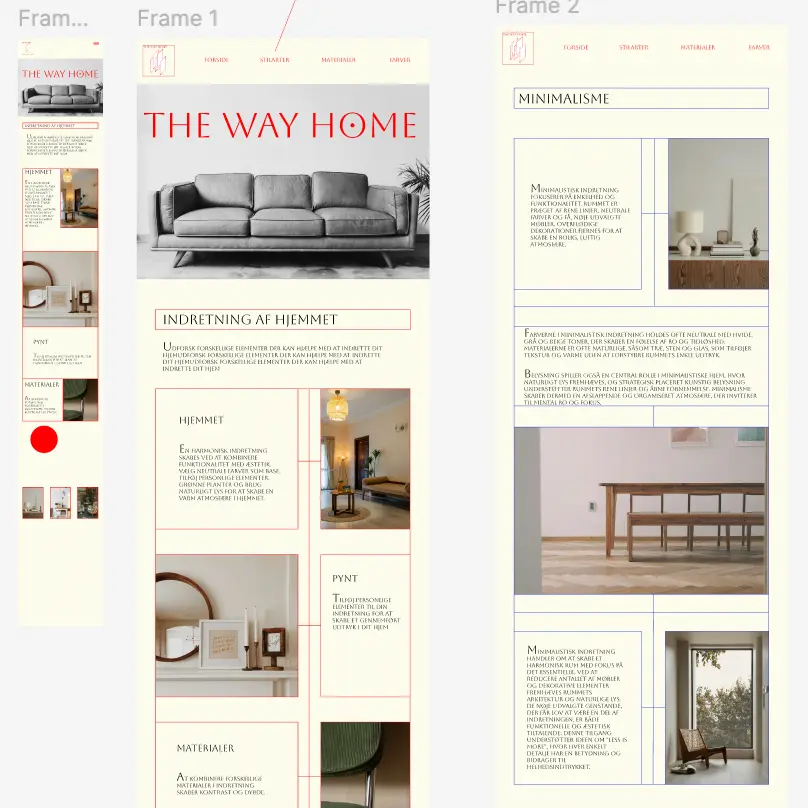 Fram...
Frame 1
Frame 2
THE WAY HOME
INDRETNING AF HJEMMET
HJEMMET
PYNT
MATERIALER
FORSIDE
STILARTER
MATERIALER
FARVER
THE WAY HOME
INDRETNING AF HJEMMET
UDFORSK FORSKELLIGE ELEMENTER DER KAN HJÆLPE MED AT INDRETTE DIT
HJEMUDFORSK FORSKELLIGE ELEMENTER DER KAN HJÆLPE MED AT INDRETTE
DIT HJEMUDFORSK FORSKELLIGE ELEMENTER DER KAN HJÆLPE MED AT
INDRETTE DIT HJEM
HJEMMET
EN HARMONISK INDRETNING
SKABES VED AT KOMBINERE
FUNKTIONALITET MED ÆSTETIK.
VÆLG NEUTRALE FARVER SOM BASE,
TILFØJ PERSONLIGE ELEMENTER,
GRØNNE PLANTER OG BRUG
NATURLIGT LYS FOR AT SKABE EN
VARM ATMOSFÆRE I HJEMMET.
PYNT
TILFØJ PERSONLIGE
ELEMENTER TIL DIN
INDRETNING FOR AT
SKABE ET GENNEMFØRT
UDTRYK I DIT HJEM
MATERIALER
AT KOMBINERE FORSKELLIGE
MATERIALER I INDRETNING
SKABER KONTRAST OG DYBDE.
FORSIDE
STILARTER
MATERIALER
FARVER
MINIMALISME
MINIMALISTISK INDRETNING
FOKUSERER PÅ ENKELHED OG
FUNKTIONALITET. RUMMET ER
PRÆGET AF RENE LINJER, NEUTRALE
FARVER OG FÅ, NØJE UDVALGTE
MØBLER. OVERFLØDIGE
DEKORATIONER FJERNES FOR AT
SKABE EN ROLIG, LUFTIG
ATMOSFÆRE.
FARVERNE I MINIMALISTISK INDRETNING HOLDES OFTE NEUTRALE MED HVIDE,
GRÅ OG BEIGE TONER, DER SKABER EN FØLELSE AF RO OG TIDLØSHED.
MATERIALERNE ER OFTE NATURLIGE, SÅSOM TRÆ, STEN OG GLAS, SOM TILFØJER
TEKSTUR OG VARME UDEN AT FORSTYRRE RUMMETS ENKLE UDTRYK.
BELYSNING SPILLER OGSÅ EN CENTRAL ROLLE I MINIMALISTISKE HJEM, HVOR
NATURLIGT LYS FREMHÆVES, OG STRATEGISK PLACERET KUNSTIG BELYSNING
UNDERSTØTTER RUMMETS RENE LINJER OG ÅBNE FORNEMMELSE. MINIMALISME
SKABER DERMED EN AFSLAPPENDE OG ORGANISERET ATMOSFÆRE, DER INVITERER
TIL MENTAL RO OG FOKUS.
MINIMALISTISK INDRETNING
HANDLER OM AT SKABE ET
HARMONISK RUM MED FOKUS PÅ
DET ESSENTIELLE. VED AT
REDUCERE ANTALLET AF MØBLER
OG DEKORATIVE ELEMENTER
FREMHÆVES RUMMETS
ARKITEKTUR OG NATURLIGE LYS.
DE NØJE UDVALGTE GENSTANDE,
DER FÅR LOV AT VÆRE EN DEL AF
INDRETNINGEN, ER BÅDE
FUNKTIONELLE OG ÆSTETISK
TILTALENDE. DENNE TILGANG
UNDERSTØTTER IDEEN OM "LESS IS
MORE", HVOR HVER ENKELT
DETALJE HAR EN BETYDNING OG
BIDRAGER TIL
HELHEDSINDTRYKKET.